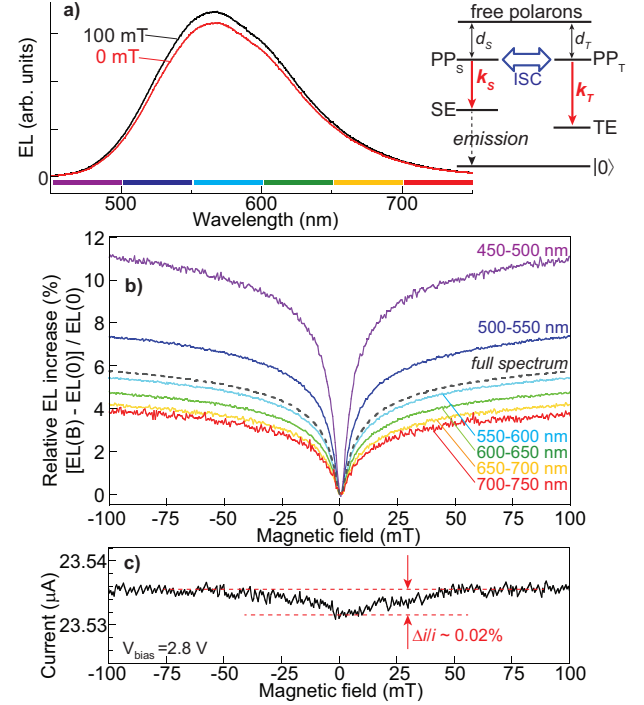 a)
100 mT
0 mT
EL (arb. units)
0
500
600
700
Wavelength (nm)
free polarons
d_S
d_T
PP_S
ISC
PP_T
k_S
k_T
SE
TE
emission
|0⟩
b)
Relative EL increase (%)
[EL(B) - EL(0)] / EL(0)
12
10
8
6
4
2
0
450-500 nm
500-550 nm
full spectrum
550-600 nm
600-650 nm
650-700 nm
700-750 nm
-100
-75
-50
-25
0
25
50
75
100
Magnetic field (mT)
c)
Current (µA)
23.54
23.53
Δi/i ~ 0.02%
V_bias=2.8 V
-100
-75
-50
-25
0
25
50
75
100
Magnetic field (mT)